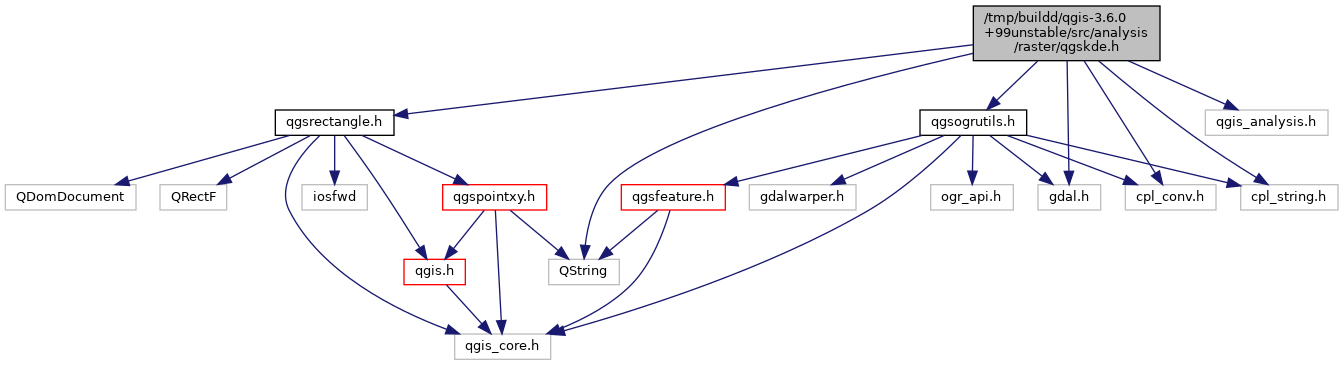 /tmp/buildd/qgis-3.6.0
+99unstable/src/analysis
/raster/qgskde.h
qgsrectangle.h
qgsogrutils.h
qgis_analysis.h
QDomDocument
QRectF
iosfwd
qgspointxy.h
qgsfeature.h
gdalwarper.h
ogr_api.h
gdal.h
cpl_conv.h
cpl_string.h
qgis.h
QString
qgis_core.h